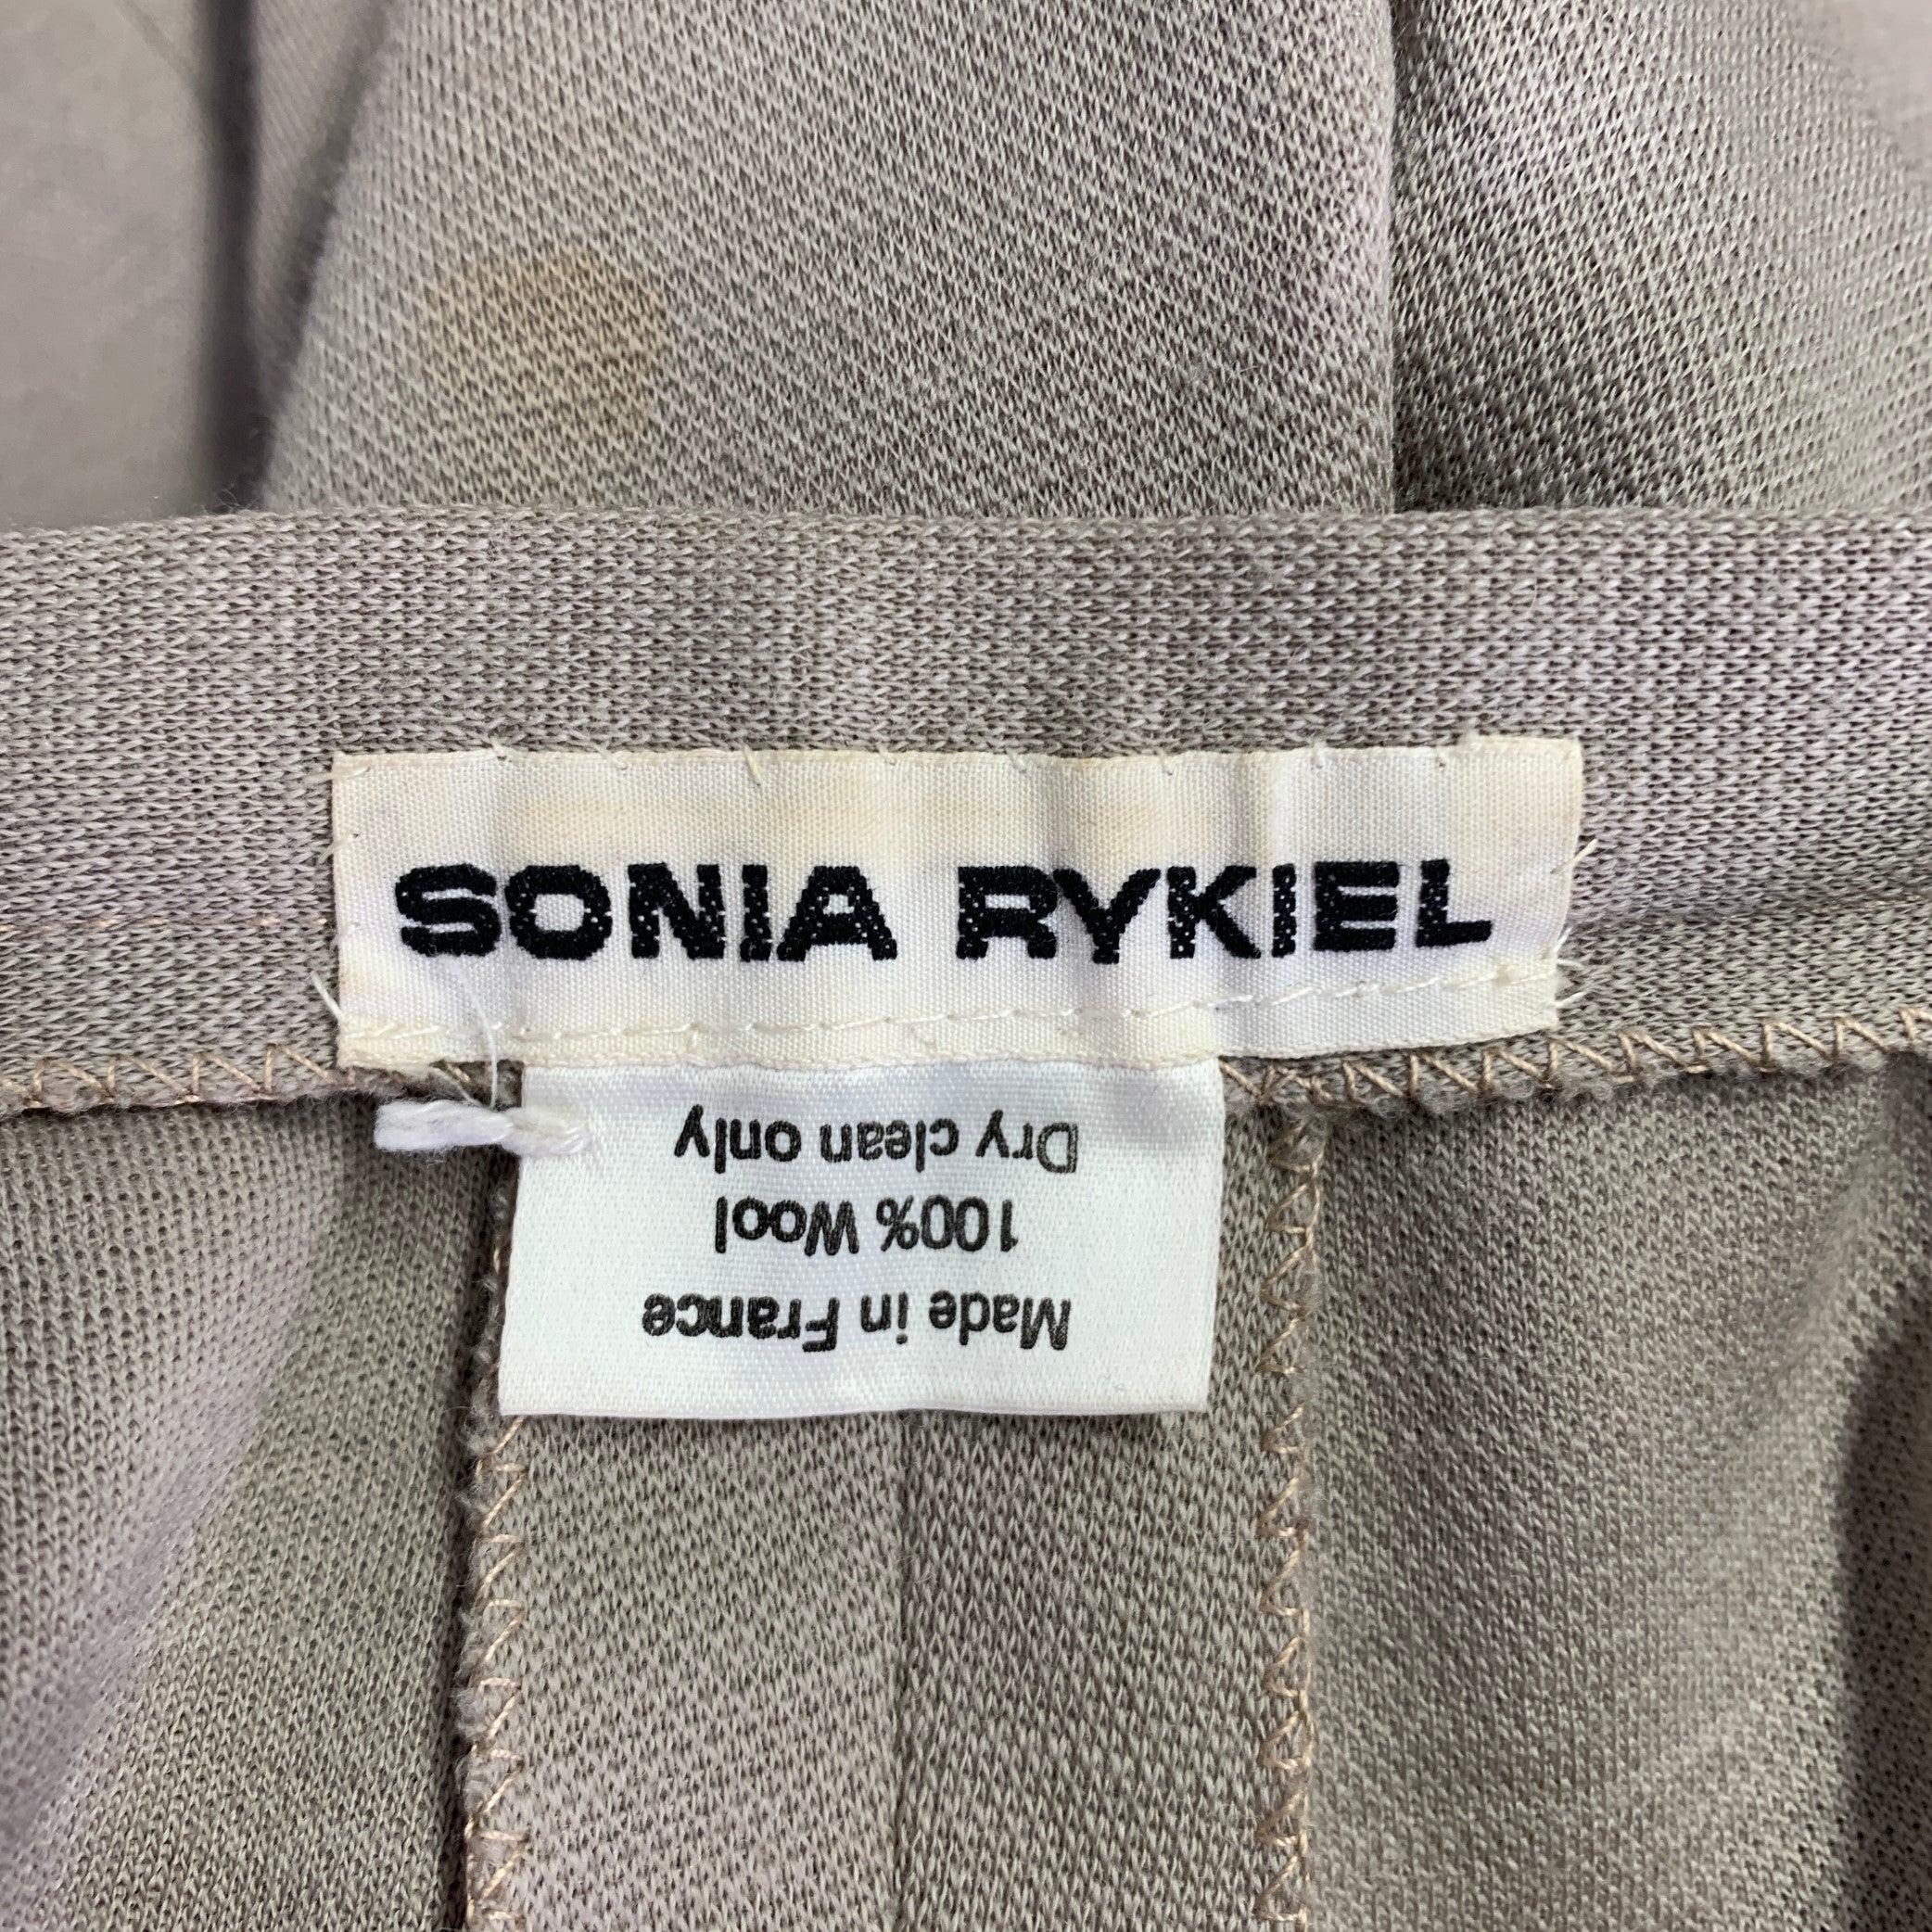 SONIA RYKIEL
Made in France
100% Wool
Dry clean only